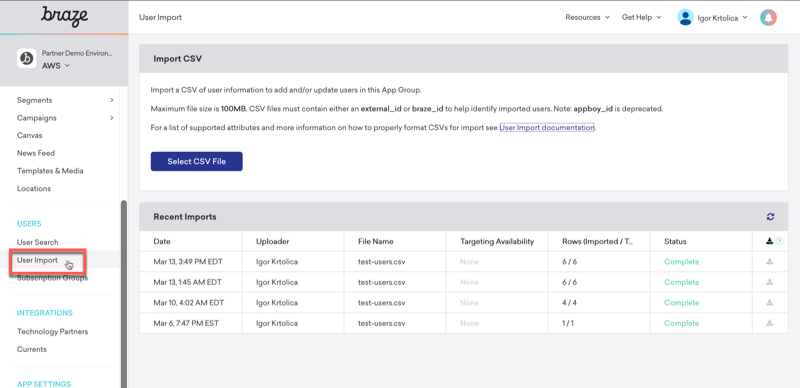 braze
User Import
Resources
Get Help
Igor Krtolica
Partner Demo Environ...
AWS
Segments
Campaigns
Canvas
News Feed
Templates & Media
Locations
USERS
User Search
User Import
Subscription Groups
INTEGRATIONS
Technology Partners
Currents
APP SETTINGS
Import CSV
Import a CSV of user information to add and/or update users in this App Group.
Maximum file size is 100MB. CSV files must contain either an external_id or braze_id to help identify imported users. Note: appboy_id is deprecated.
For a list of supported attributes and more information on how to properly format CSVs for import see User Import documentation.
Select CSV File
Recent Imports
Date Uploader File Name Targeting Availability Rows (Imported / T... Status ?
Mar 13, 3:49 PM EDT Igor Krtolica test-users.csv None 6 / 6 Complete
Mar 13, 1:45 AM EDT Igor Krtolica test-users.csv None 6 / 6 Complete
Mar 10, 4:02 AM EDT Igor Krtolica test-users.csv None 4 / 4 Complete
Mar 6, 7:47 PM EST Igor Krtolica test-users.csv None 1 / 1 Complete